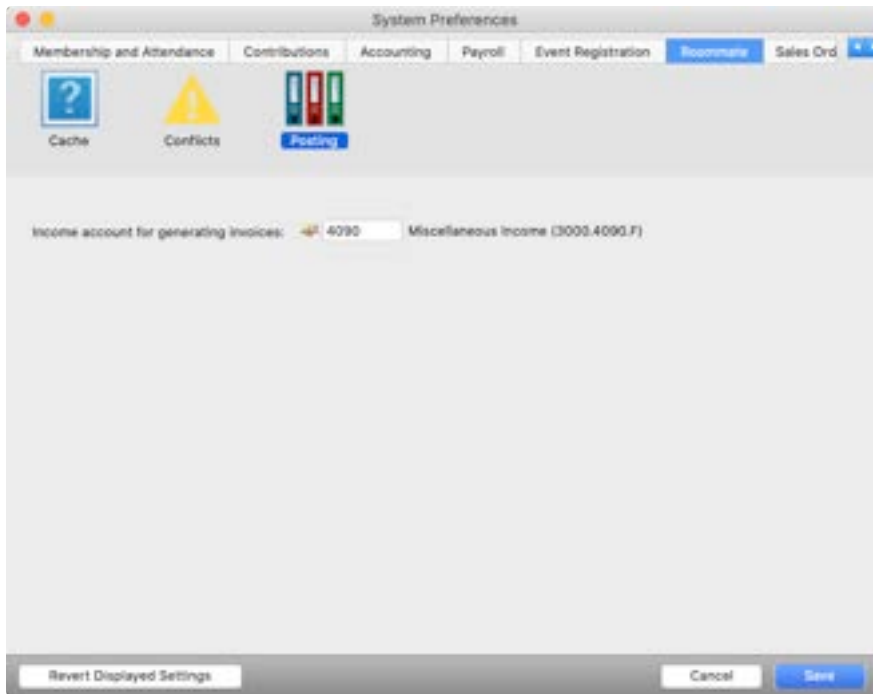 System Preferences
Membership and Attendance Contributions Accounting Payroll Event Registration Roommate Sales Ord
?
Cache Conflicts Posting
Income account for generating invoices: 4090 Miscellaneous Income (3000.4090.F)
Revert Displayed Settings Cancel Save